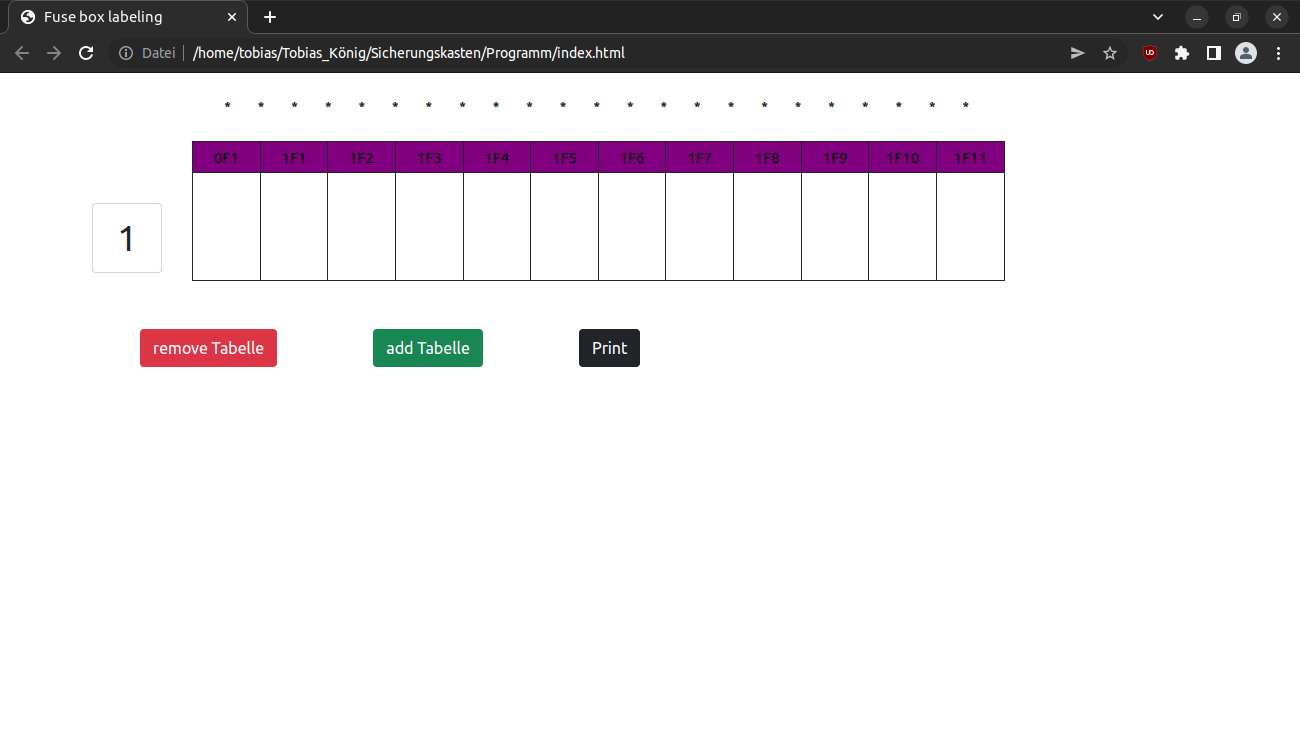 Fuse box labeling
Datei /home/tobias/Tobias_König/Sicherungskasten/Programm/index.html
* * * * * * * * * * * * * * * * * * * * * * *
0F1 1F1 1F2 1F3 1F4 1F5 1F6 1F7 1F8 1F9 1F10 1F11
1
remove Tabelle add Tabelle Print